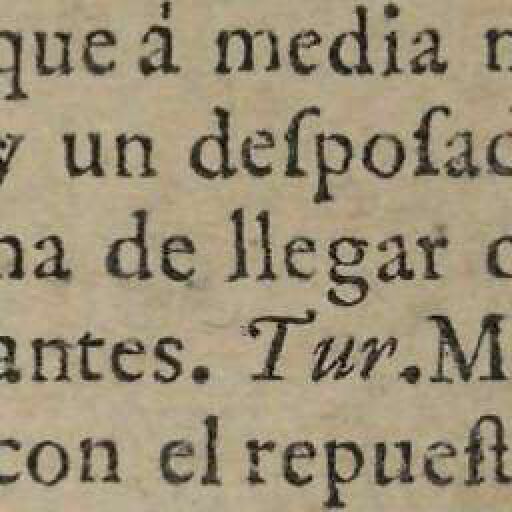 que á media
y un deſpoſad
na de llegar
antes. Tur. M
con el repueſt